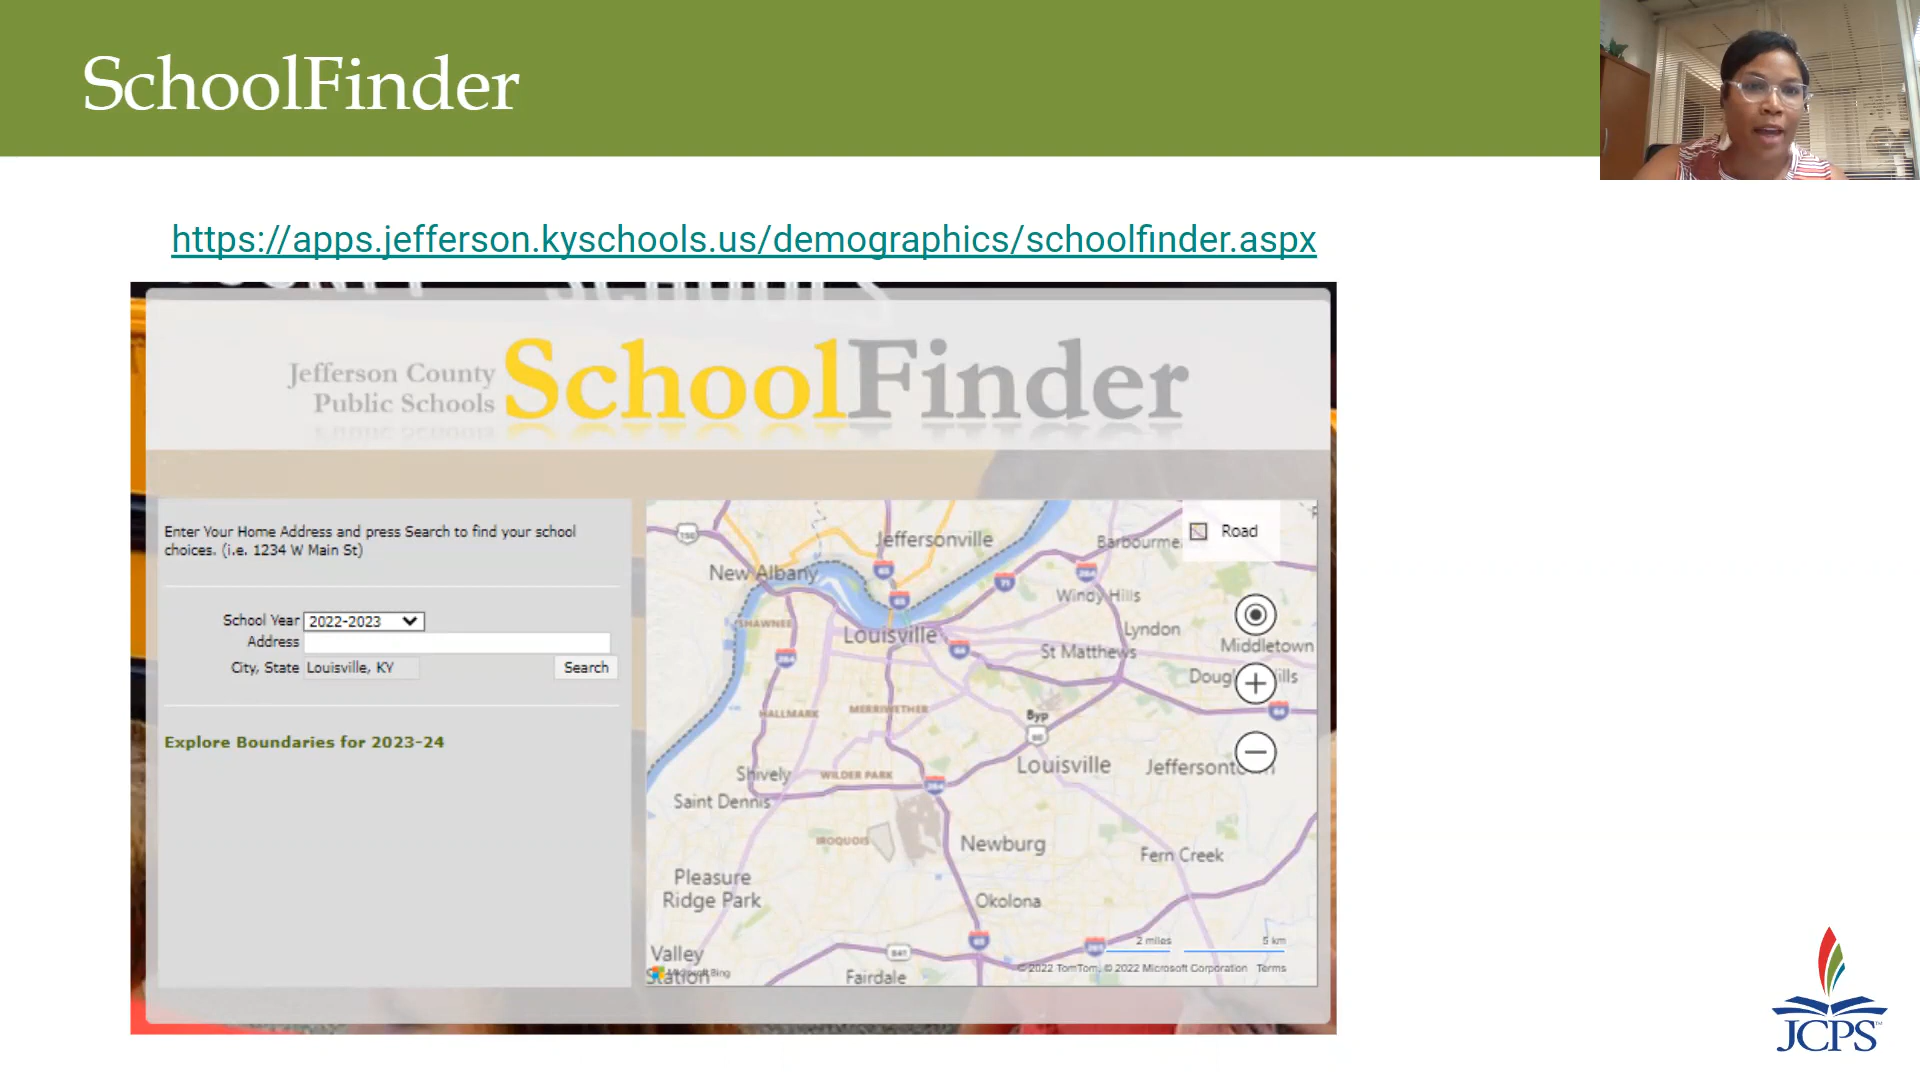 SchoolFinder
https://apps.jefferson.kyschools.us/demographics/schoolfinder.aspx
Jefferson County
Public Schools
SchoolFinder
Enter Your Home Address and press Search to find your school
choices. (i.e. 1234 W Main St)
School Year 2022-2023
Address
City, State Louisville, KY Search
Explore Boundaries for 2023-24
Road
Jeffersonville
New Albany
Windy Hills
SHAWNEE
Louisville
Lyndon
St Matthews
Middletown
HALLMARK
MERRIWETHER
Byp
Louisville
Shively
WILDER PARK
Saint Dennis
IROQUOIS
Newburg
Fern Creek
Pleasure
Ridge Park
Okolona
Valley
Station
Fairdale
2 miles 5 km
© 2022 TomTom, © 2022 Microsoft Corporation Terms
JCPS